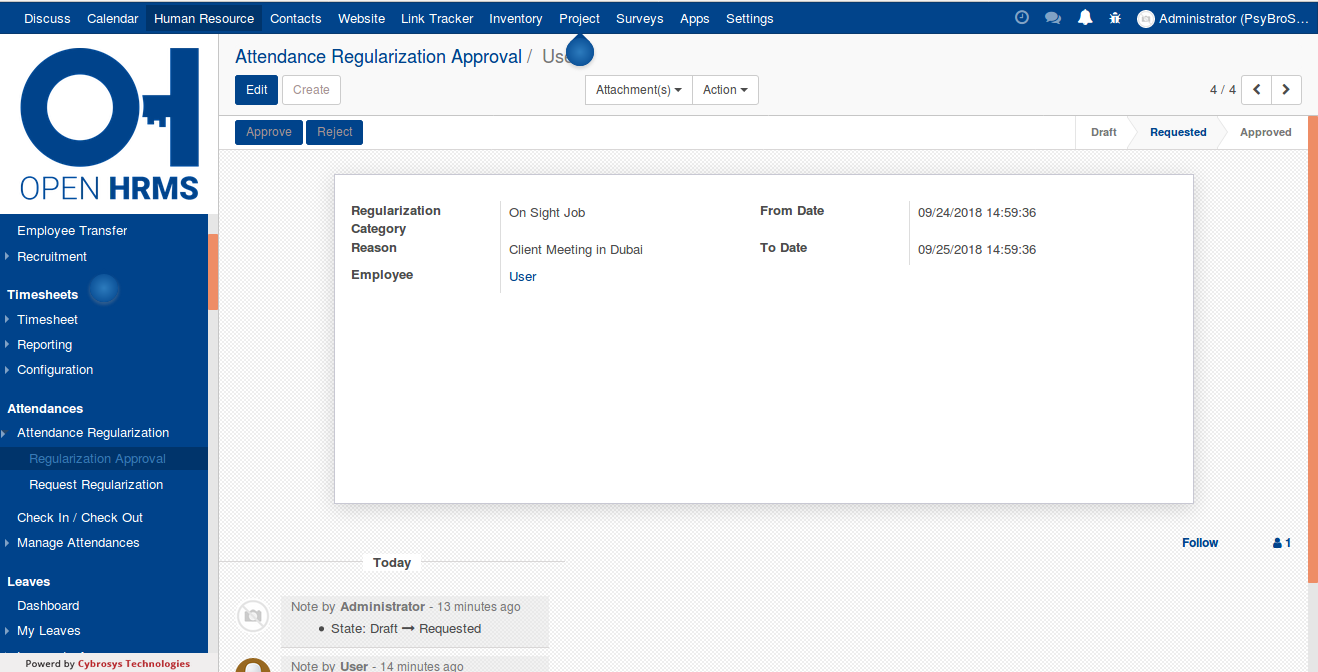 Discuss Calendar Human Resource Contacts Website Link Tracker Inventory Project Surveys Apps Settings Administrator (PsyBroS...
OPEN HRMS
Attendance Regularization Approval /
Edit Create Attachment(s) Action 4 / 4
Approve Reject Draft Requested Approved
Employee Transfer
Recruitment
Timesheets
Timesheet
Reporting
Configuration
Attendances
Attendance Regularization
Regularization Approval
Request Regularization
Check In / Check Out
Manage Attendances
Leaves
Dashboard
My Leaves
Powerd by Cybrosys Technologies
Regularization Category On Sight Job From Date 09/24/2018 14:59:36
Reason Client Meeting in Dubai To Date 09/25/2018 14:59:36
Employee User
Follow 1
Today
Note by Administrator - 13 minutes ago
• State: Draft → Requested
Note by User - 14 minutes ago